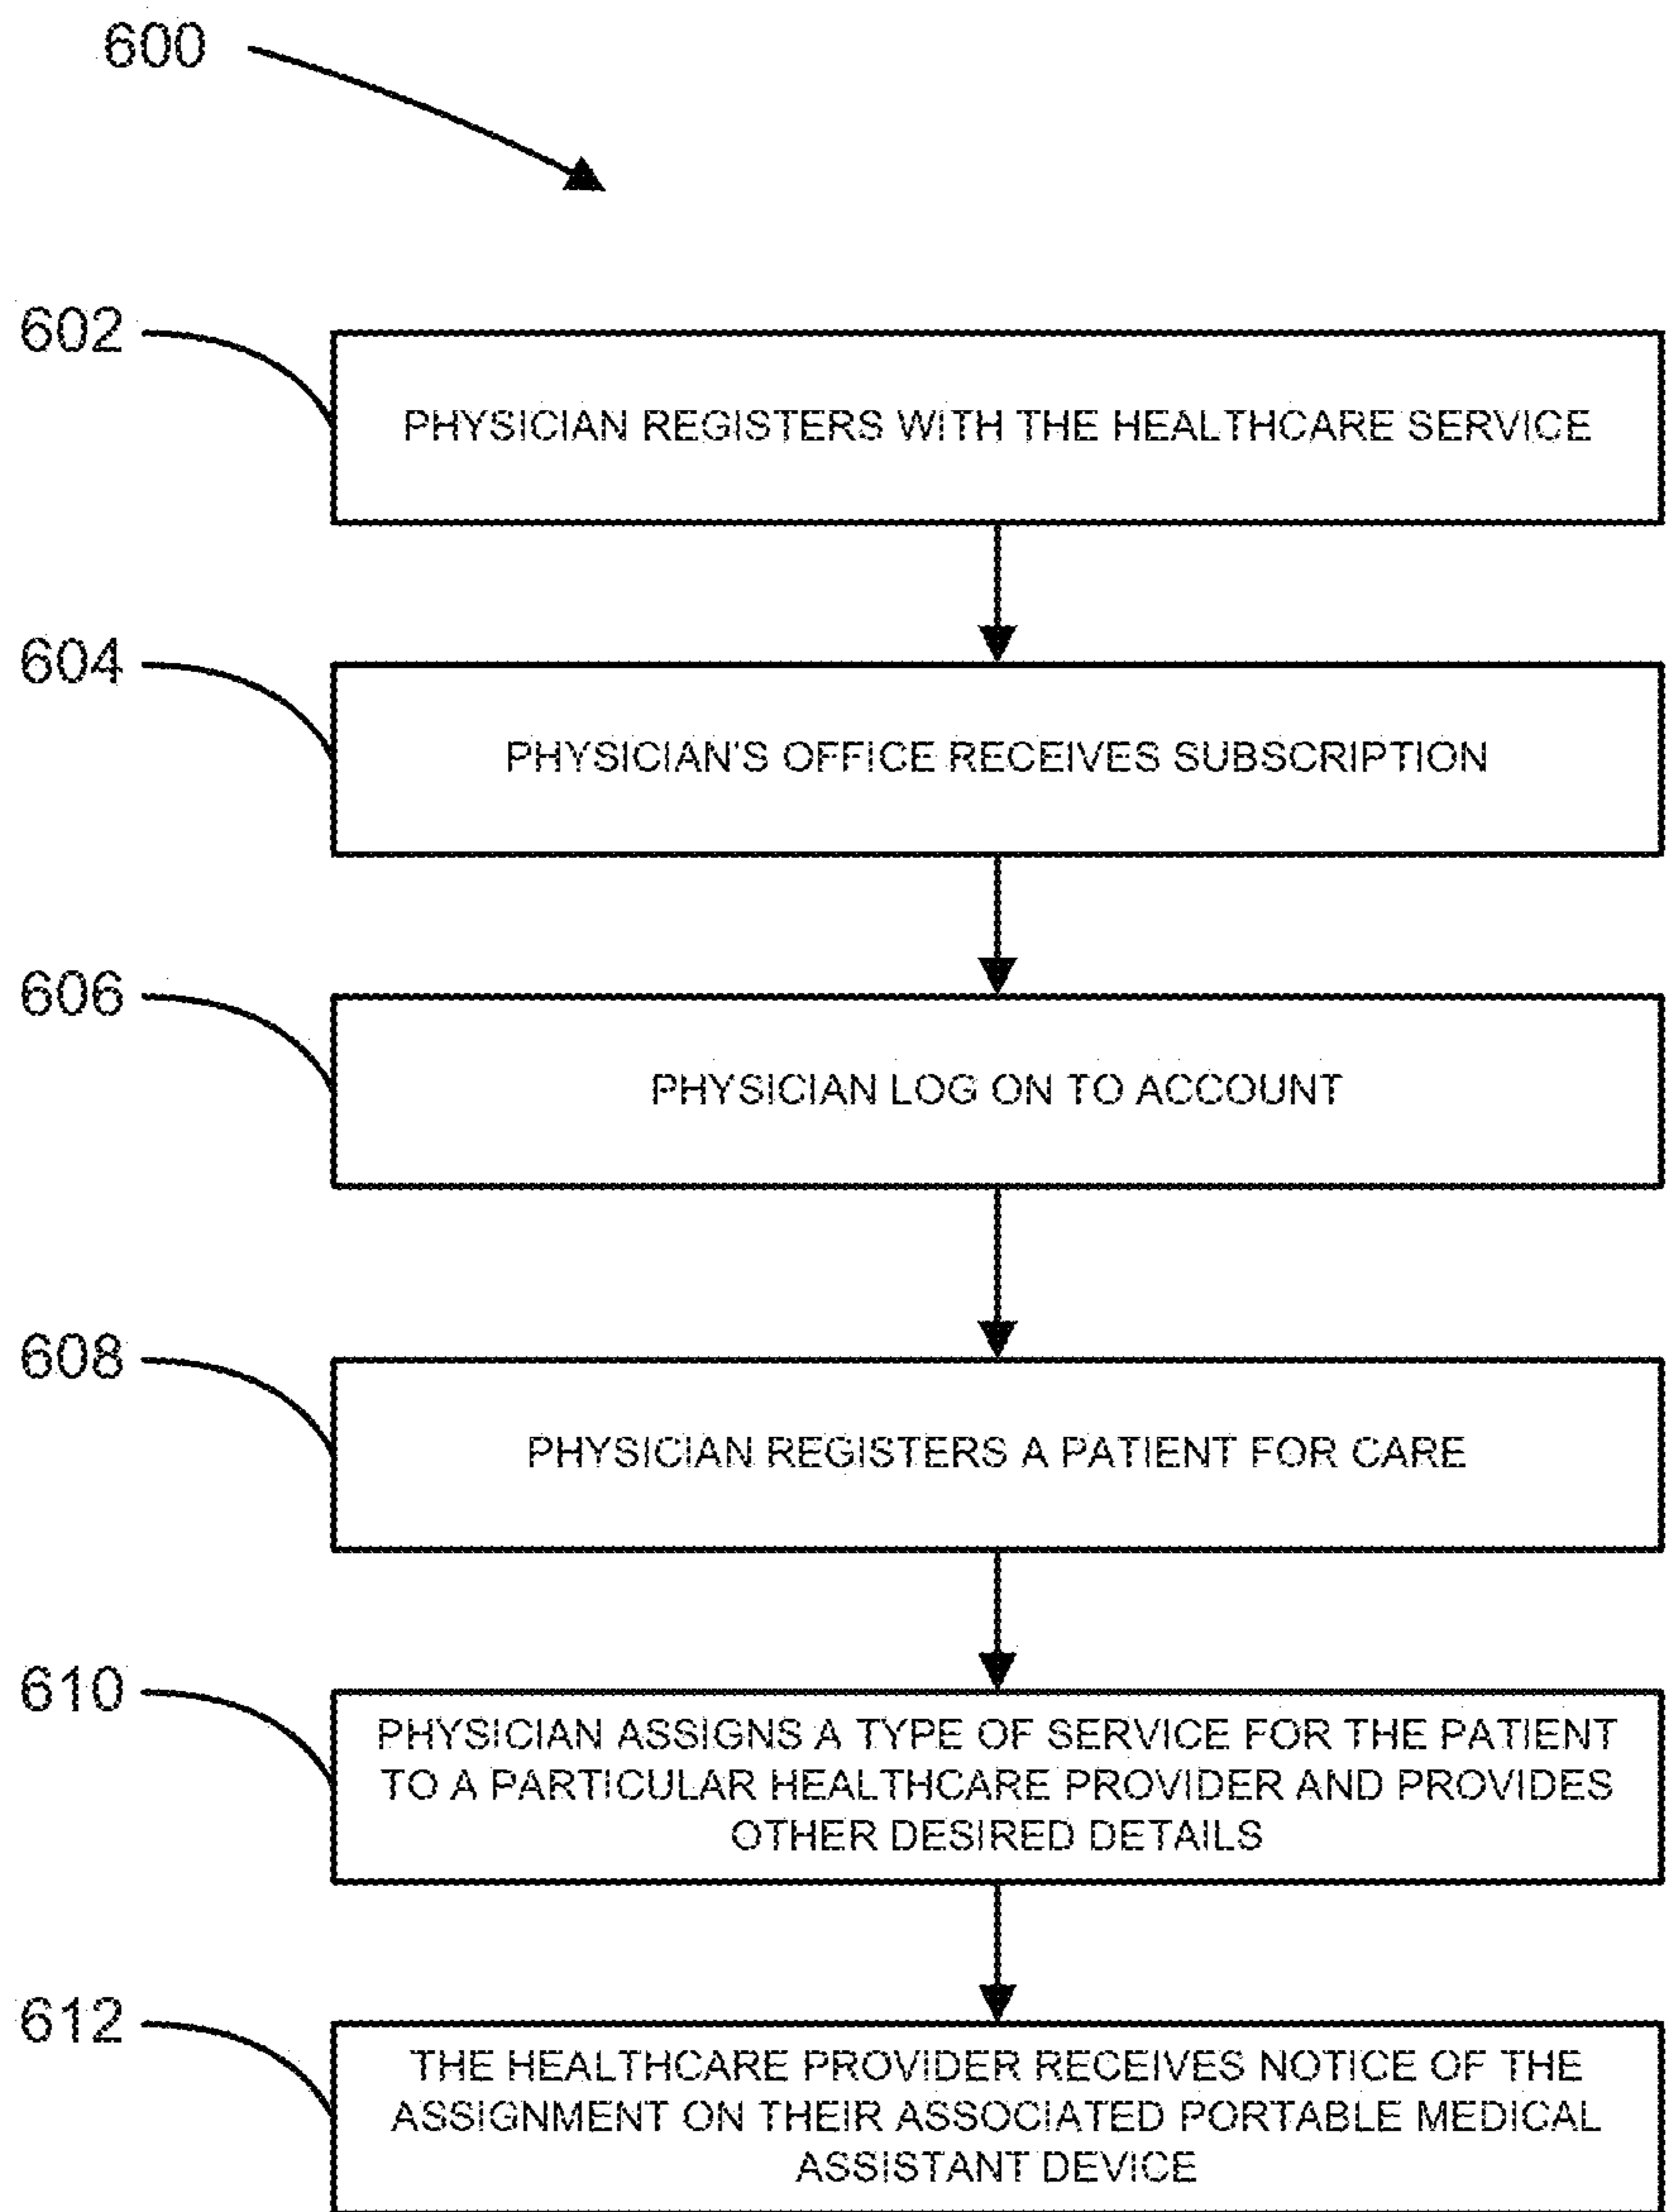 600
602
PHYSICIAN REGISTERS WITH THE HEALTHCARE SERVICE
604
PHYSICIAN'S OFFICE RECEIVES SUBSCRIPTION
606
PHYSICIAN LOG ON TO ACCOUNT
608
PHYSICIAN REGISTERS A PATIENT FOR CARE
610
PHYSICIAN ASSIGNS A TYPE OF SERVICE FOR THE PATIENT
TO A PARTICULAR HEALTHCARE PROVIDER AND PROVIDES
OTHER DESIRED DETAILS
612
THE HEALTHCARE PROVIDER RECEIVES NOTICE OF THE
ASSIGNMENT ON THEIR ASSOCIATED PORTABLE MEDICAL
ASSISTANT DEVICE